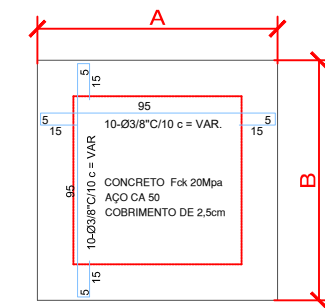 A
5
15
95
5
15
5
15
10-Ø3/8"C/10 c = VAR.
95
10-Ø3/8"C/10 c = VAR
CONCRETO Fck 20Mpa
AÇO CA 50
COBRIMENTO DE 2,5cm
B
15
5